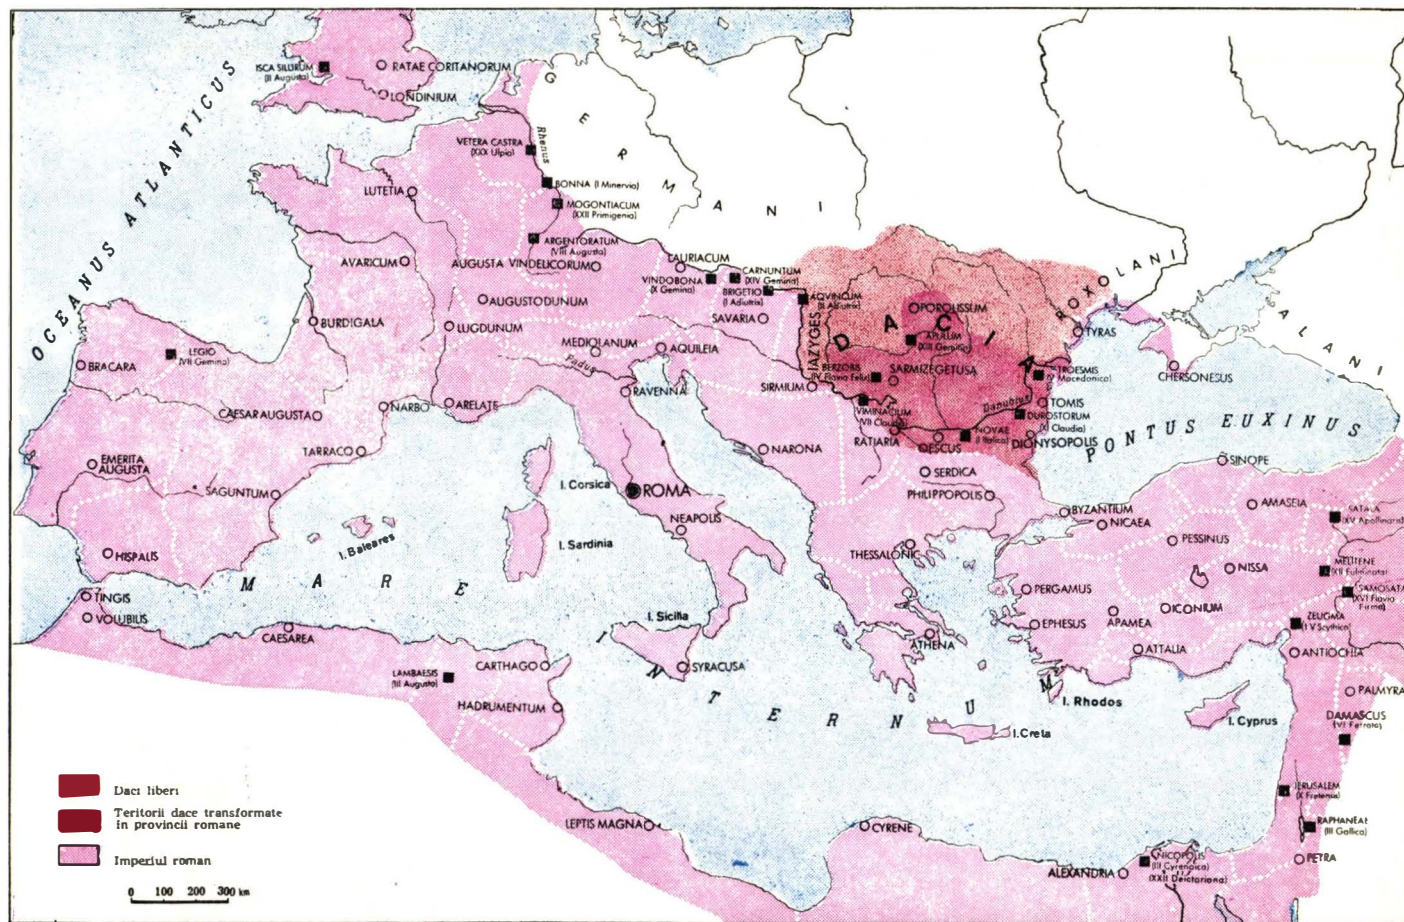 OCEANUS ATLANTICUS
ISCA SILURUM
(II Augusta)
RATAE CORITANORUM
LONDINIUM
GERMANI
Rhenus
VETERA CASTRA
(XXX Ulpia)
LUTETIA
BONNA (I Minervia)
MOGONTIACUM
(XXII Primigenia)
ARGENTORATUM
(VIII Augusta)
AVARICUM
AUGUSTA VINDELICORUM
LAURIACUM
VINDOBONA
(X Gemina)
CARNUNTUM
(XIV Gemina)
BRIGETIO
(I Adiutrix)
AQVINCUM
(II Adiutrix)
ROXOLANI
ALANI
AUGUSTODUNUM
SAVARIA
POROLISSUM
BURDIGALA
LUGDUNUM
IAZYGES
DACIA
TYRAS
LEGIO
(VII Gemina)
BRACARA
MEDIOLANUM
AQUILEIA
Padus
APULUM
(XIII Gemina)
BERZOBIS
(IV Flavia Felix)
SARMIZEGETUSA
SIRMIUM
TROESMIS
(V Macedonica)
CHERSONESUS
RAVENNA
CAESARAUGUSTA
NARBO
ARELATE
VIMINACIUM
(VII Claudia)
Danubius
TOMIS
DUROSTORUM
(XI Claudia)
RATIARIA
OESCUS
NOVAE
(I Italica)
DIONYSOPOLIS
PONTUS EUXINUS
TARRACO
NARONA
EMERITA
AUGUSTA
SERDICA
SINOPE
SAGUNTUM
I. Corsica
ROMA
PHILIPPOPOLIS
BYZANTIUM
AMASEIA
SATALA
(XV Apollinaris)
NICAEA
NEAPOLIS
HISPALIS
I. Baleares
I. Sardinia
THESSALONIC
PESSINUS
NISSA
MELITENE
(XII Fulminata)
MARE INTERNUM
TINGIS
VOLUBILIS
CAESAREA
I. Sicilia
PERGAMUS
SAMOSATA
(XVI Flavia
Firma)
ICONIUM
EPHESUS
APAMEA
ZEUGMA
(IV Scythica)
ATHENA
ATTALIA
ANTIOCHIA
CARTHAGO
SYRACUSA
LAMBAESIS
(III Augusta)
HADRUMENTUM
I. Rhodos
PALMYRA
I. Cyprus
DAMASCUS
(VI Ferrata)
I. Creta
JERUSALEM
(X Fretensis)
LEPTIS MAGNA
CYRENE
RAPHANEAE
(III Gallica)
PETRA
ALEXANDRIA
NICOPOLIS
(III Cyrenaica)
(XXII Deictoriana)
Daci liberi
Teritorii dace transformate
in provincii romane
Imperiul roman
0 100 200 300 km